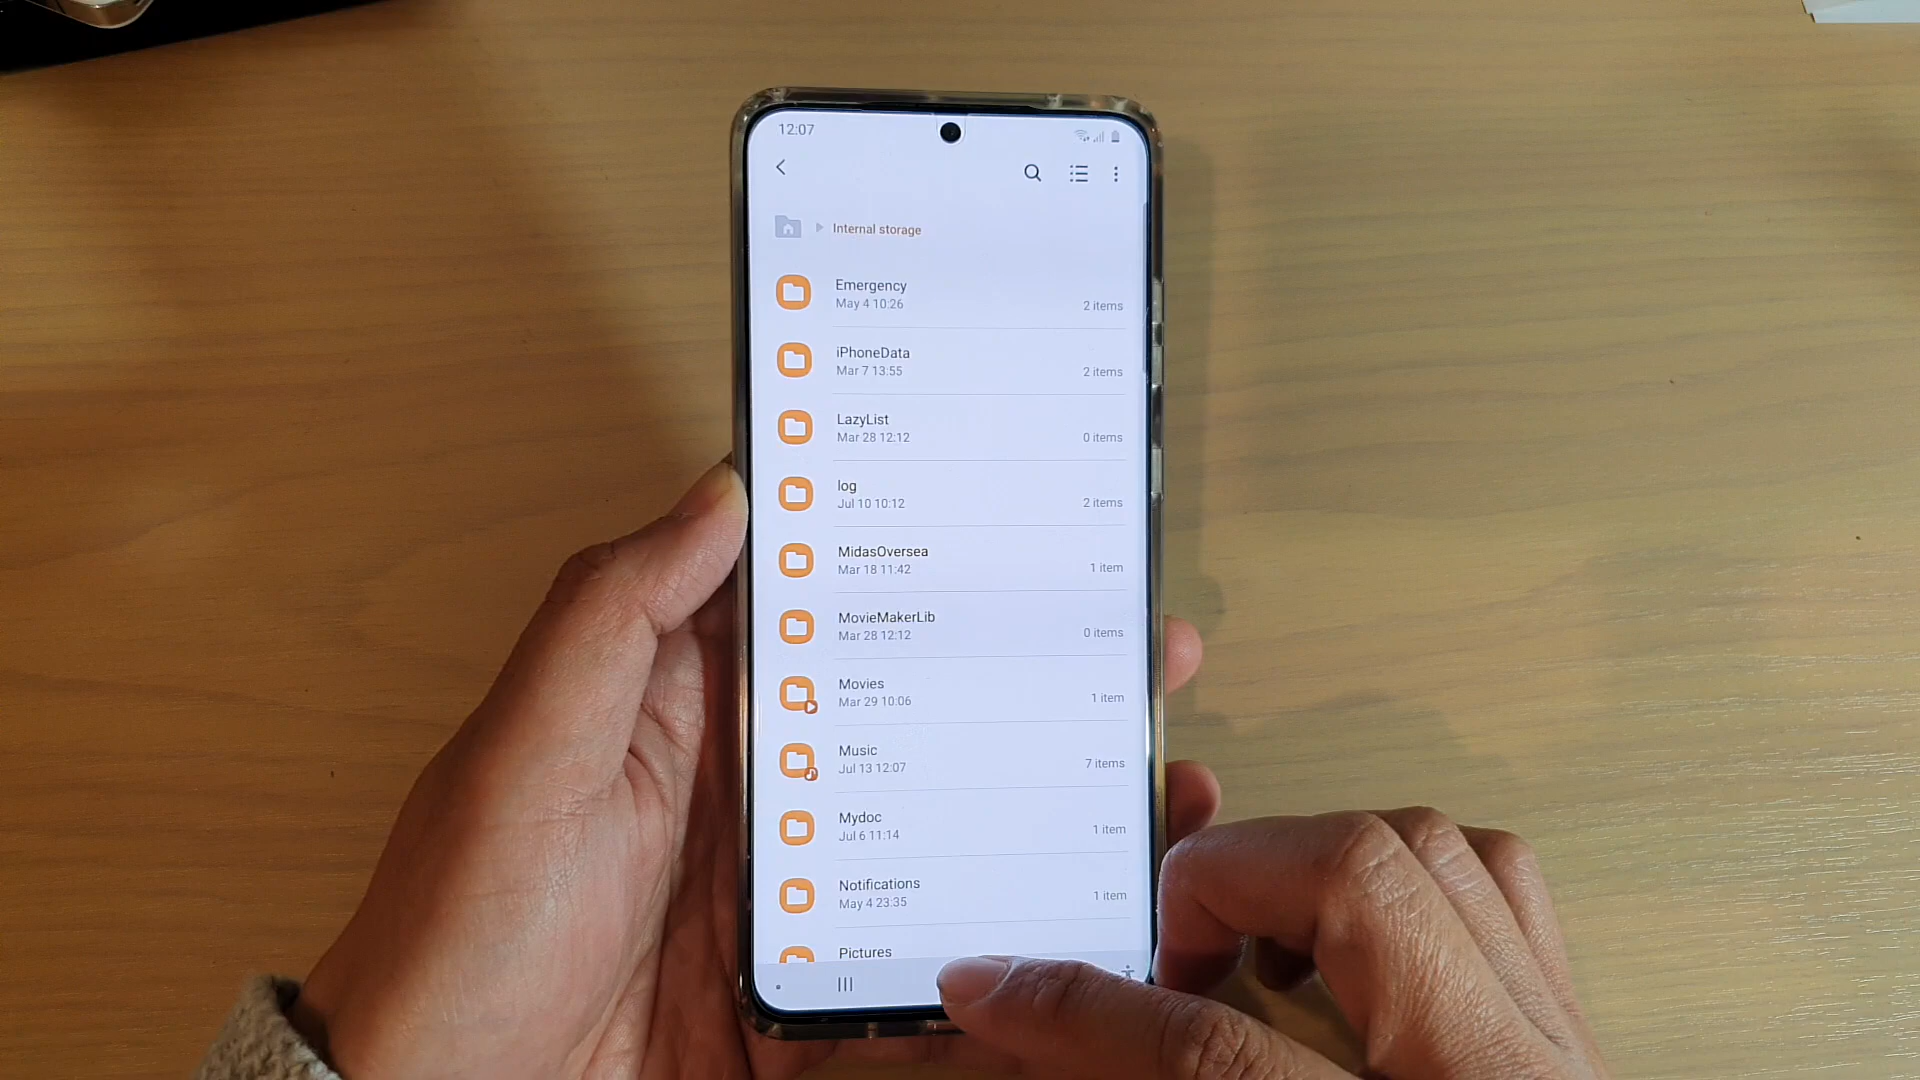 12:07
Internal storage
Emergency
May 4 10:26
2 items
iPhoneData
Mar 7 13:55
2 items
LazyList
Mar 28 12:12
0 items
log
Jul 10 10:12
2 items
MidasOversea
Mar 18 11:42
1 item
MovieMakerLib
Mar 28 12:12
0 items
Movies
Mar 29 10:06
1 item
Music
Jul 13 12:07
7 items
Mydoc
Jul 6 11:14
1 item
Notifications
May 4 23:35
1 item
Pictures